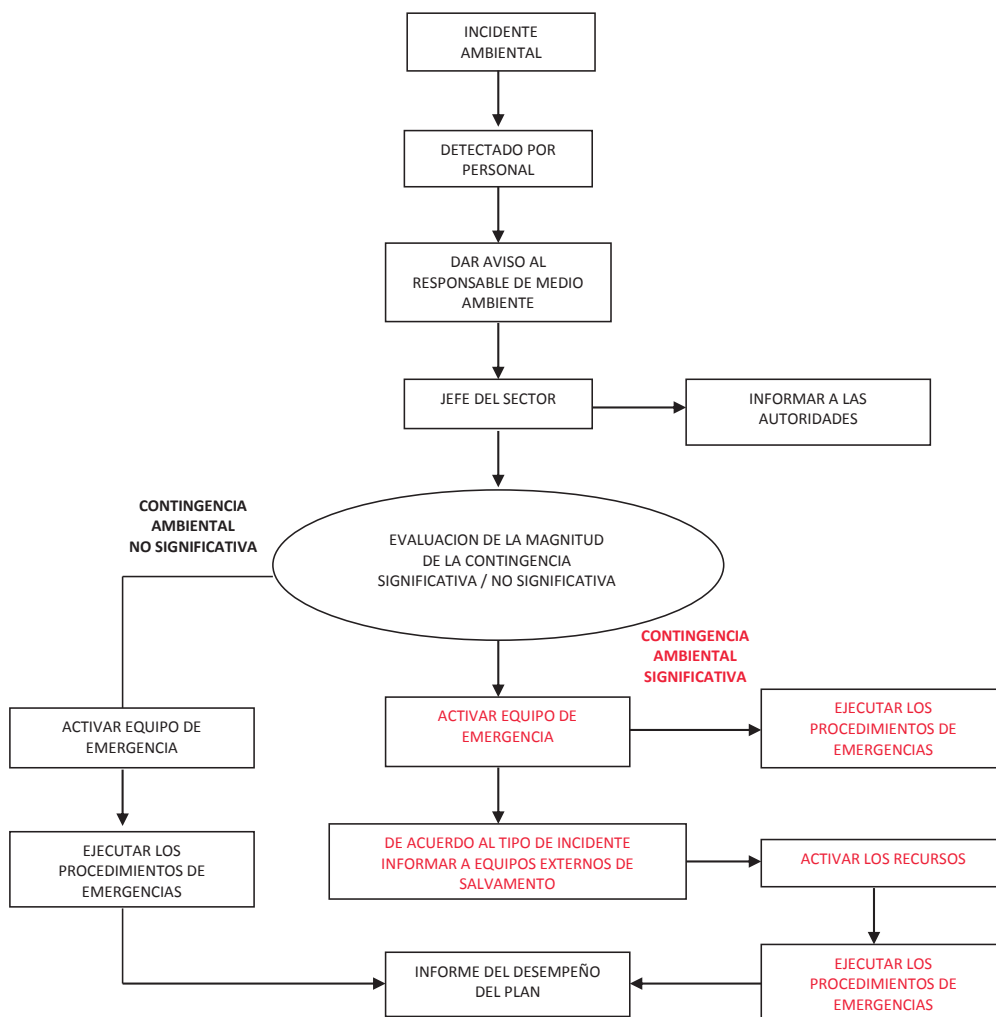 INCIDENTE
AMBIENTAL
DETECTADO POR
PERSONAL
DAR AVISO AL
RESPONSABLE DE MEDIO
AMBIENTE
JEFE DEL SECTOR
INFORMAR A LAS
AUTORIDADES
CONTINGENCIA
AMBIENTAL
NO SIGNIFICATIVA
EVALUACION DE LA MAGNITUD
DE LA CONTINGENCIA
SIGNIFICATIVA / NO SIGNIFICATIVA
CONTINGENCIA
AMBIENTAL
SIGNIFICATIVA
ACTIVAR EQUIPO DE
EMERGENCIA
ACTIVAR EQUIPO DE
EMERGENCIA
EJECUTAR LOS
PROCEDIMIENTOS DE
EMERGENCIAS
EJECUTAR LOS
PROCEDIMIENTOS DE
EMERGENCIAS
DE ACUERDO AL TIPO DE INCIDENTE
INFORMAR A EQUIPOS EXTERNOS DE
SALVAMENTO
ACTIVAR LOS RECURSOS
INFORME DEL DESEMPEÑO
DEL PLAN
EJECUTAR LOS
PROCEDIMIENTOS DE
EMERGENCIAS